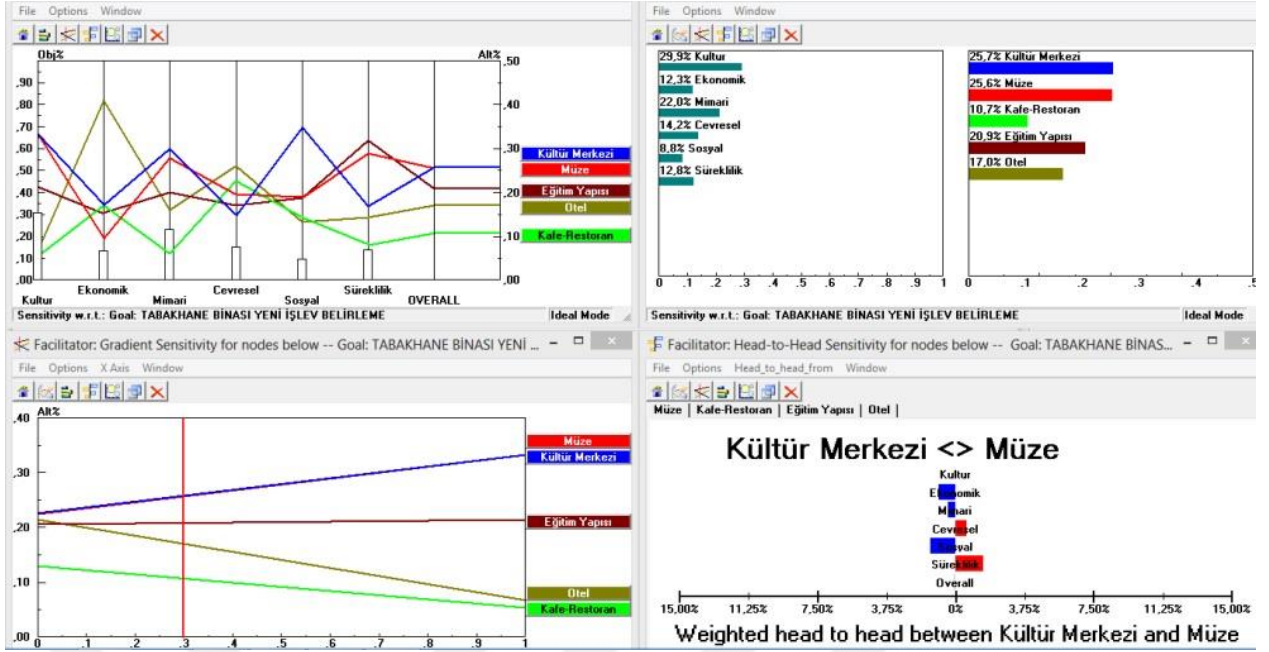 File Options Window
Obj% Alt%
,90
,80
,70
,60
,50
,40
,30
,20
,10
,00
,50
,40
,30
,20
,10
,00
Kültür Merkezi
Müze
Eğitim Yapısı
Otel
Kafe-Restoran
Kultur Ekonomik Mimari Cevresel Sosyal Süreklilik OVERALL
Sensitivity w.r.t.: Goal: TABAKHANE BİNASI YENİ İŞLEV BELİRLEME Ideal Mode
File Options Window
29,9% Kultur
12,3% Ekonomik
22,0% Mimari
14,2% Cevresel
8,8% Sosyal
12,8% Süreklilik
0 .1 .2 .3 .4 .5 .6 .7 .8 .9 1
25,7% Kültür Merkezi
25,6% Müze
10,7% Kafe-Restoran
20,9% Eğitim Yapısı
17,0% Otel
0 .1 .2 .3 .4 .5
Sensitivity w.r.t.: Goal: TABAKHANE BİNASI YENİ İŞLEV BELİRLEME Ideal Mode
Facilitator: Gradient Sensitivity for nodes below -- Goal: TABAKHANE BİNASI YENİ ...
File Options X Axis Window
Alt%
,40
,30
,20
,10
,00
0 .1 .2 .3 .4 .5 .6 .7 .8 .9 1
Müze
Kültür Merkezi
Eğitim Yapısı
Otel
Kafe-Restoran
Facilitator: Head-to-Head Sensitivity for nodes below -- Goal: TABAKHANE BİNAS...
File Options Head_to_head_from Window
Müze | Kafe-Restoran | Eğitim Yapısı | Otel |
Kültür Merkezi <> Müze
Kultur
Ekonomik
Mimari
Cevresel
Sosyal
Süreklilik
Overall
15,00% 11,25% 7,50% 3,75% 0% 3,75% 7,50% 11,25% 15,00%
Weighted head to head between Kültür Merkezi and Müze